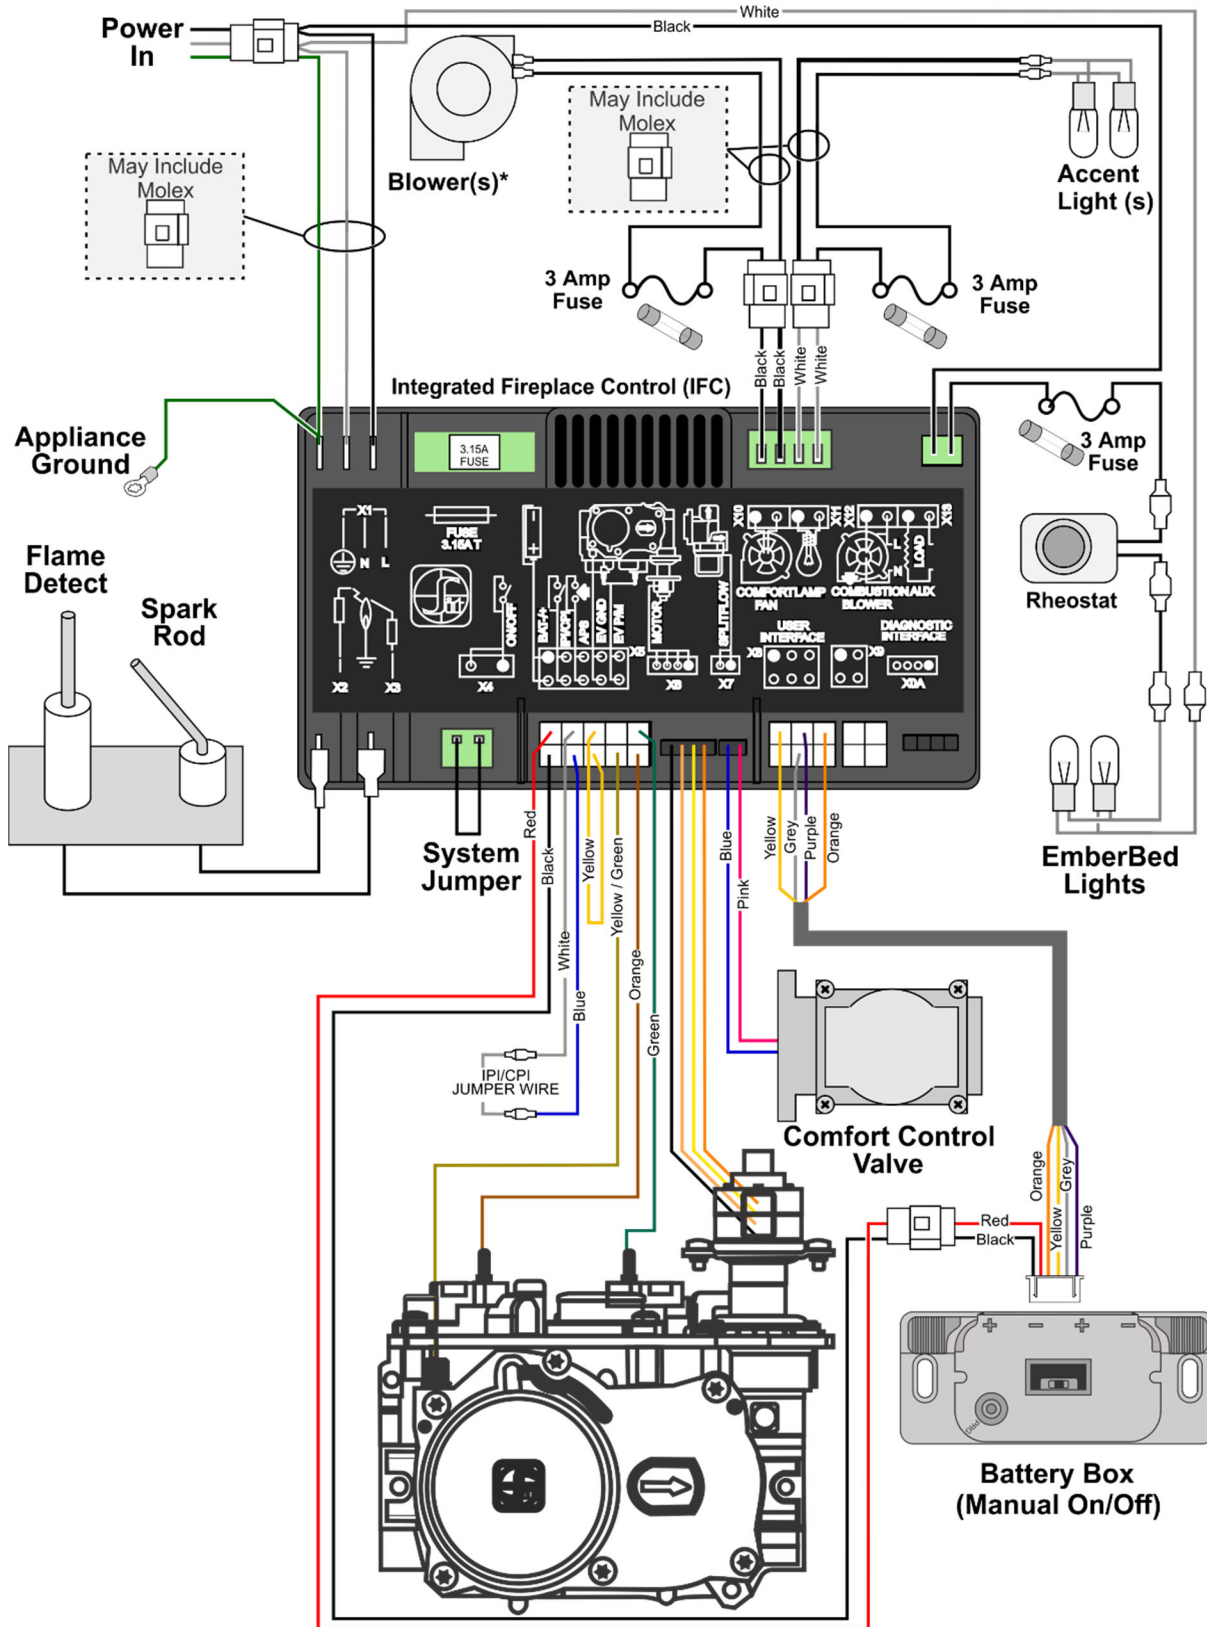 White
Black
Power
In
May Include
Molex
Blower(s)*
May Include
Molex
Accent
Light (s)
3 Amp
Fuse
3 Amp
Fuse
Black
Black
White
White
Integrated Fireplace Control (IFC)
3.15A
FUSE
3 Amp
Fuse
Appliance
Ground
Flame
Detect
Spark
Rod
Rheostat
X1
N L
FUSE
3.15A T
X10
X11
X12
X13
L
N
LOAD
COMFORT
FAN
LAMP
COMBUSTION
BLOWER
AUX
ON/OFF
BAT-/+
IPI/CPI
APS
EV GND
EV P/M
MOTOR
SPLITFLOW
USER
INTERFACE
DIAGNOSTIC
INTERFACE
X2
X3
X4
X5
X6
X7
X8
X9
X0A
System
Jumper
Red
Black
White
Blue
Yellow
Yellow / Green
Orange
Green
Blue
Pink
Yellow
Grey
Purple
Orange
EmberBed
Lights
IPI/CPI
JUMPER WIRE
Comfort Control
Valve
Orange
Yellow
Grey
Purple
Red
Black
+ − + −
Battery Box
(Manual On/Off)